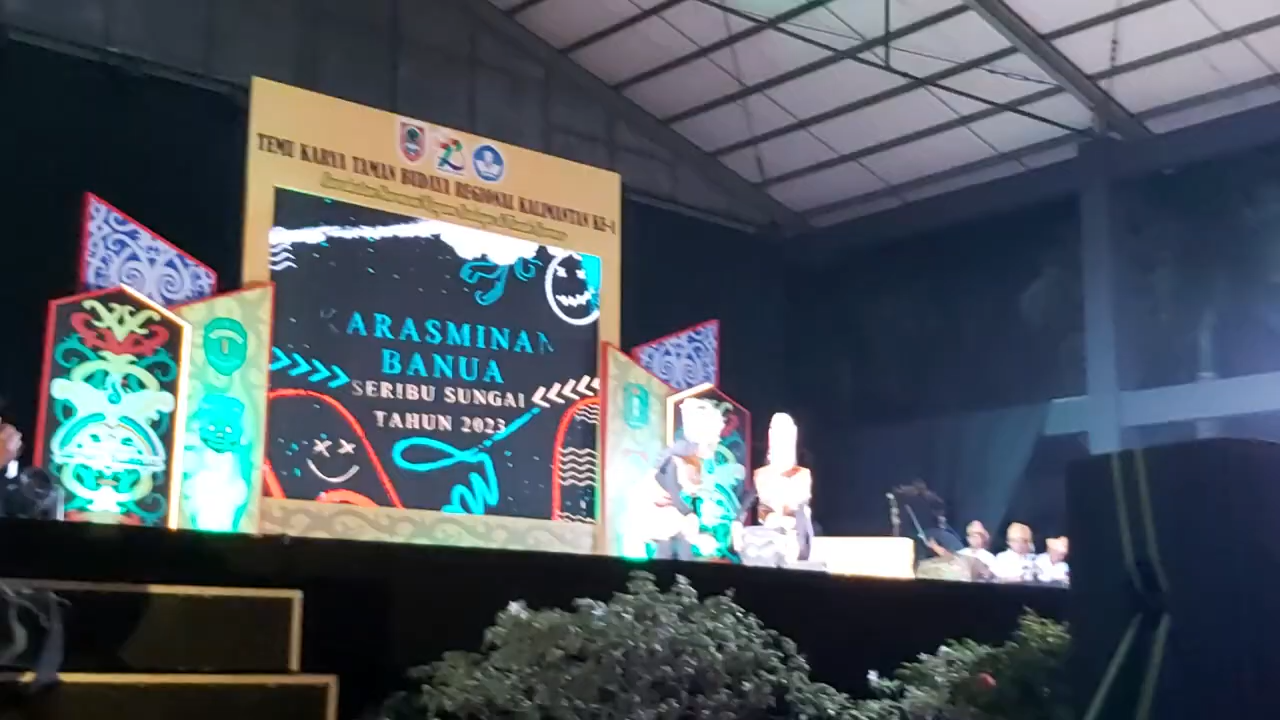 TEMU KARYA TAMAN BUDAYA REGIONAL KALIMANTAN KE-1
KARASMINAN
BANUA
SERIBU SUNGAI
TAHUN 2023